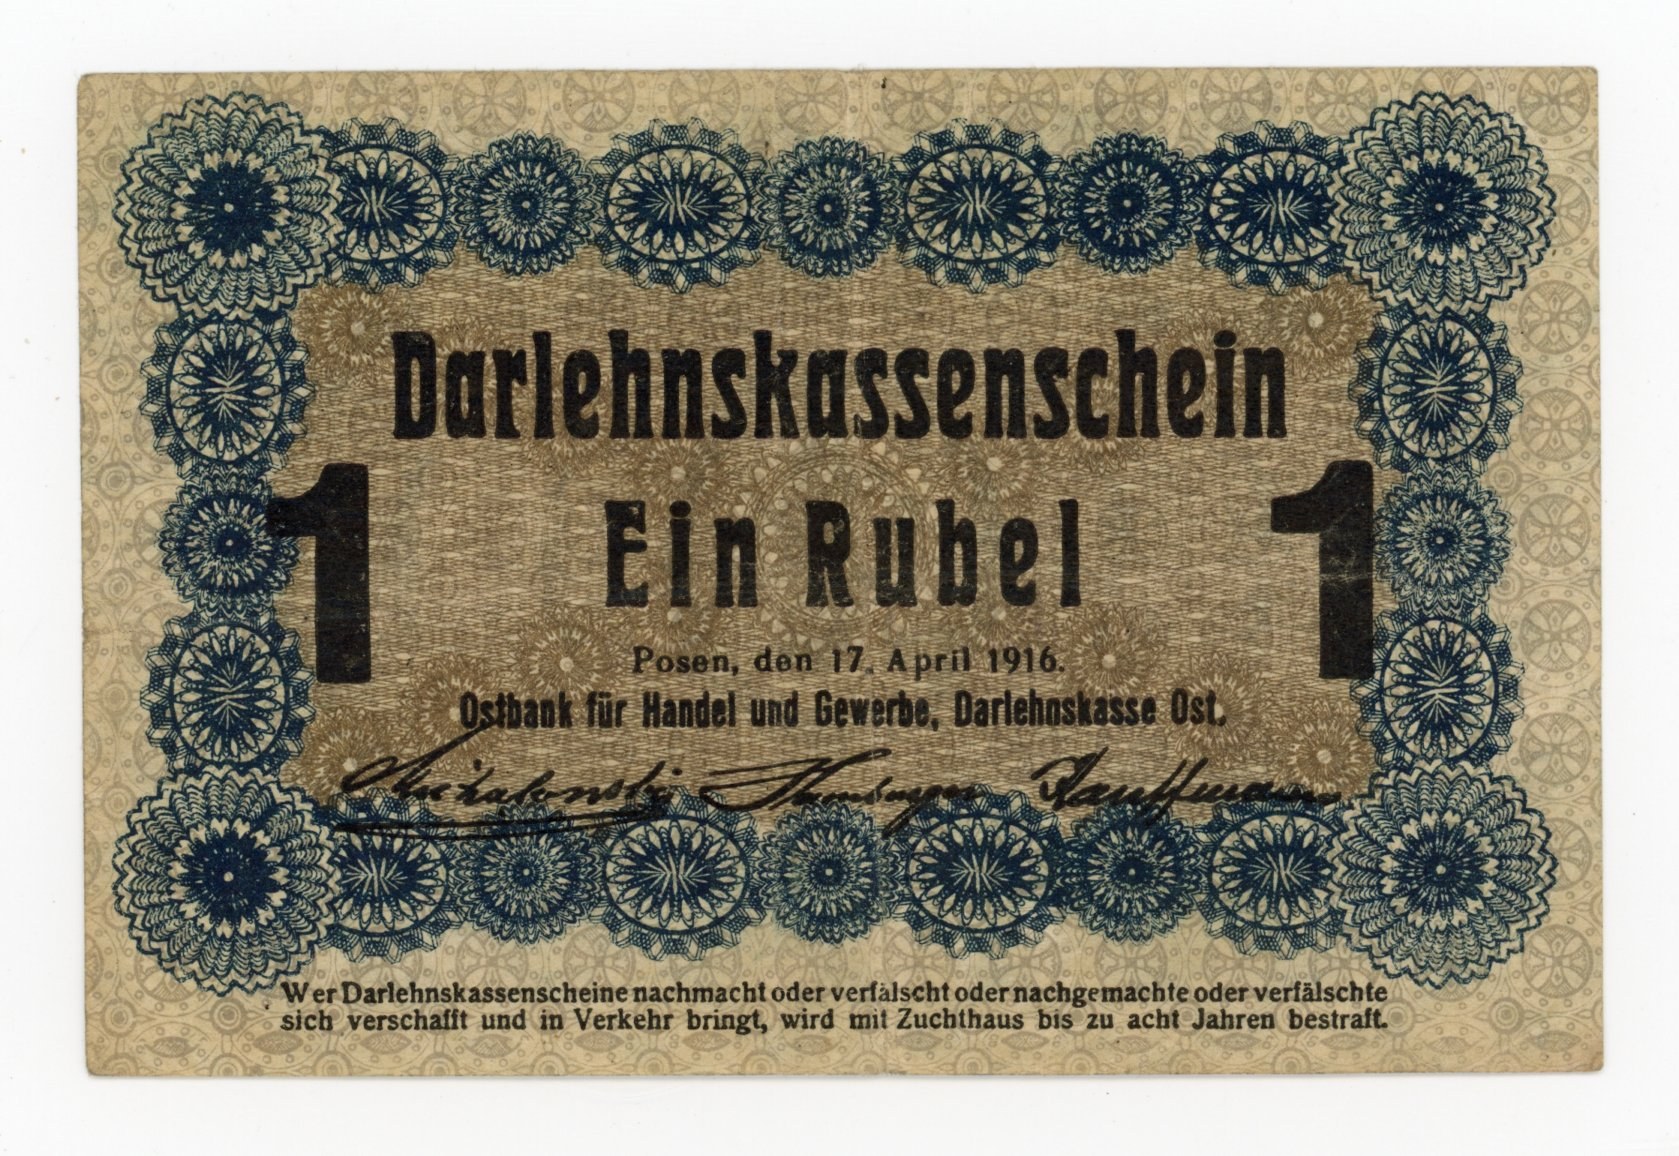 Darlehnskassenschein
1 Ein Rubel 1
Posen, den 17. April 1916.
Ostbank für Handel und Gewerbe, Darlehnskasse Ost.
Kauffmann
Wer Darlehnskassenscheine nachmacht oder verfälscht oder nachgemachte oder verfälschte
sich verschafft und in Verkehr bringt, wird mit Zuchthaus bis zu acht Jahren bestraft.